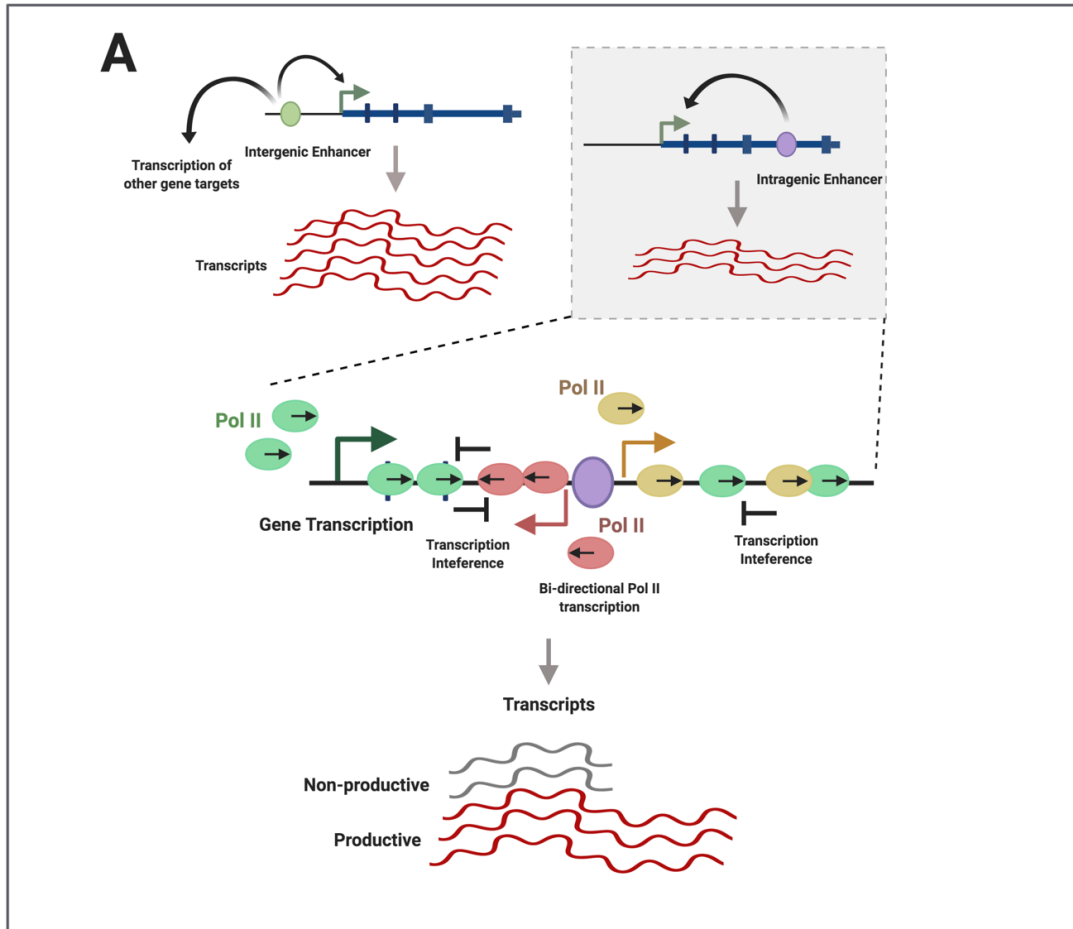 A
Transcription of
other gene targets
Intergenic Enhancer
Transcripts
Intragenic Enhancer
Pol II
Pol II
Gene Transcription
Transcription
Inteference
Pol II
Bi-directional Pol II
transcription
Transcription
Inteference
Transcripts
Non-productive
Productive